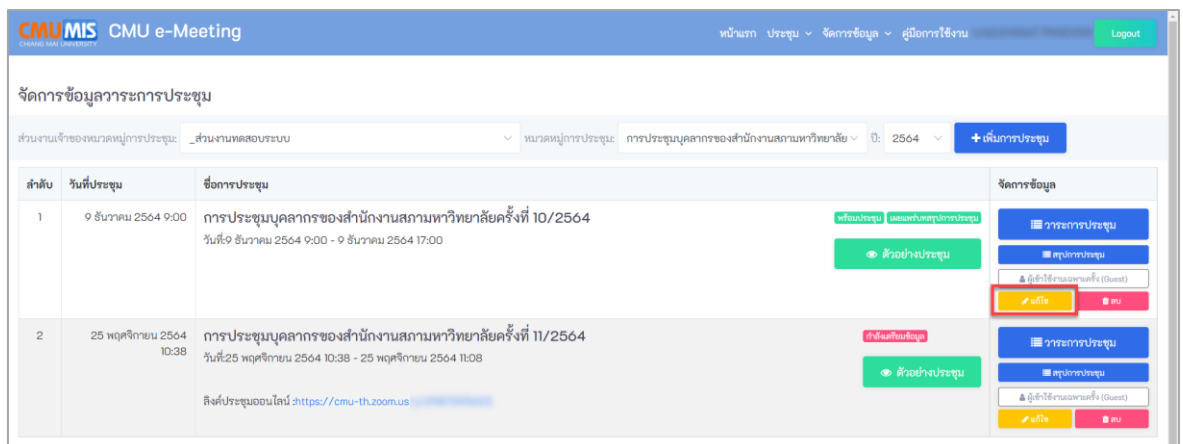 CMU MIS CMU e-Meeting หน้าแรก ประชุม จัดการข้อมูล คู่มือการใช้งาน Logout
CHIANG MAI UNIVERSITY
จัดการข้อมูลวาระการประชุม
ส่วนงานเจ้าของหมวดหมู่การประชุม: _ส่วนงานทดสอบระบบ หมวดหมู่การประชุม: การประชุมบุคลากรของสำนักงานสภามหาวิทยาลัย ปี: 2564 +เพิ่มการประชุม
ลำดับ วันที่ประชุม ชื่อการประชุม จัดการข้อมูล
1 9 ธันวาคม 2564 9:00 การประชุมบุคลากรของสำนักงานสภามหาวิทยาลัยครั้งที่ 10/2564 พร้อมประชุม เผยแพร่บทสรุปการประชุม วาระการประชุม
วันที่:9 ธันวาคม 2564 9:00 - 9 ธันวาคม 2564 17:00
ตัวอย่างประชุม สรุปการประชุม
ผู้เข้าใช้งานเฉพาะครั้ง (Guest)
แก้ไข ลบ
2 25 พฤศจิกายน 2564 การประชุมบุคลากรของสำนักงานสภามหาวิทยาลัยครั้งที่ 11/2564 กำลังเตรียมข้อมูล วาระการประชุม
10:38 วันที่:25 พฤศจิกายน 2564 10:38 - 25 พฤศจิกายน 2564 11:08
ตัวอย่างประชุม สรุปการประชุม
ลิงค์ประชุมออนไลน์ :https://cmu-th.zoom.us ผู้เข้าใช้งานเฉพาะครั้ง (Guest)
แก้ไข ลบ